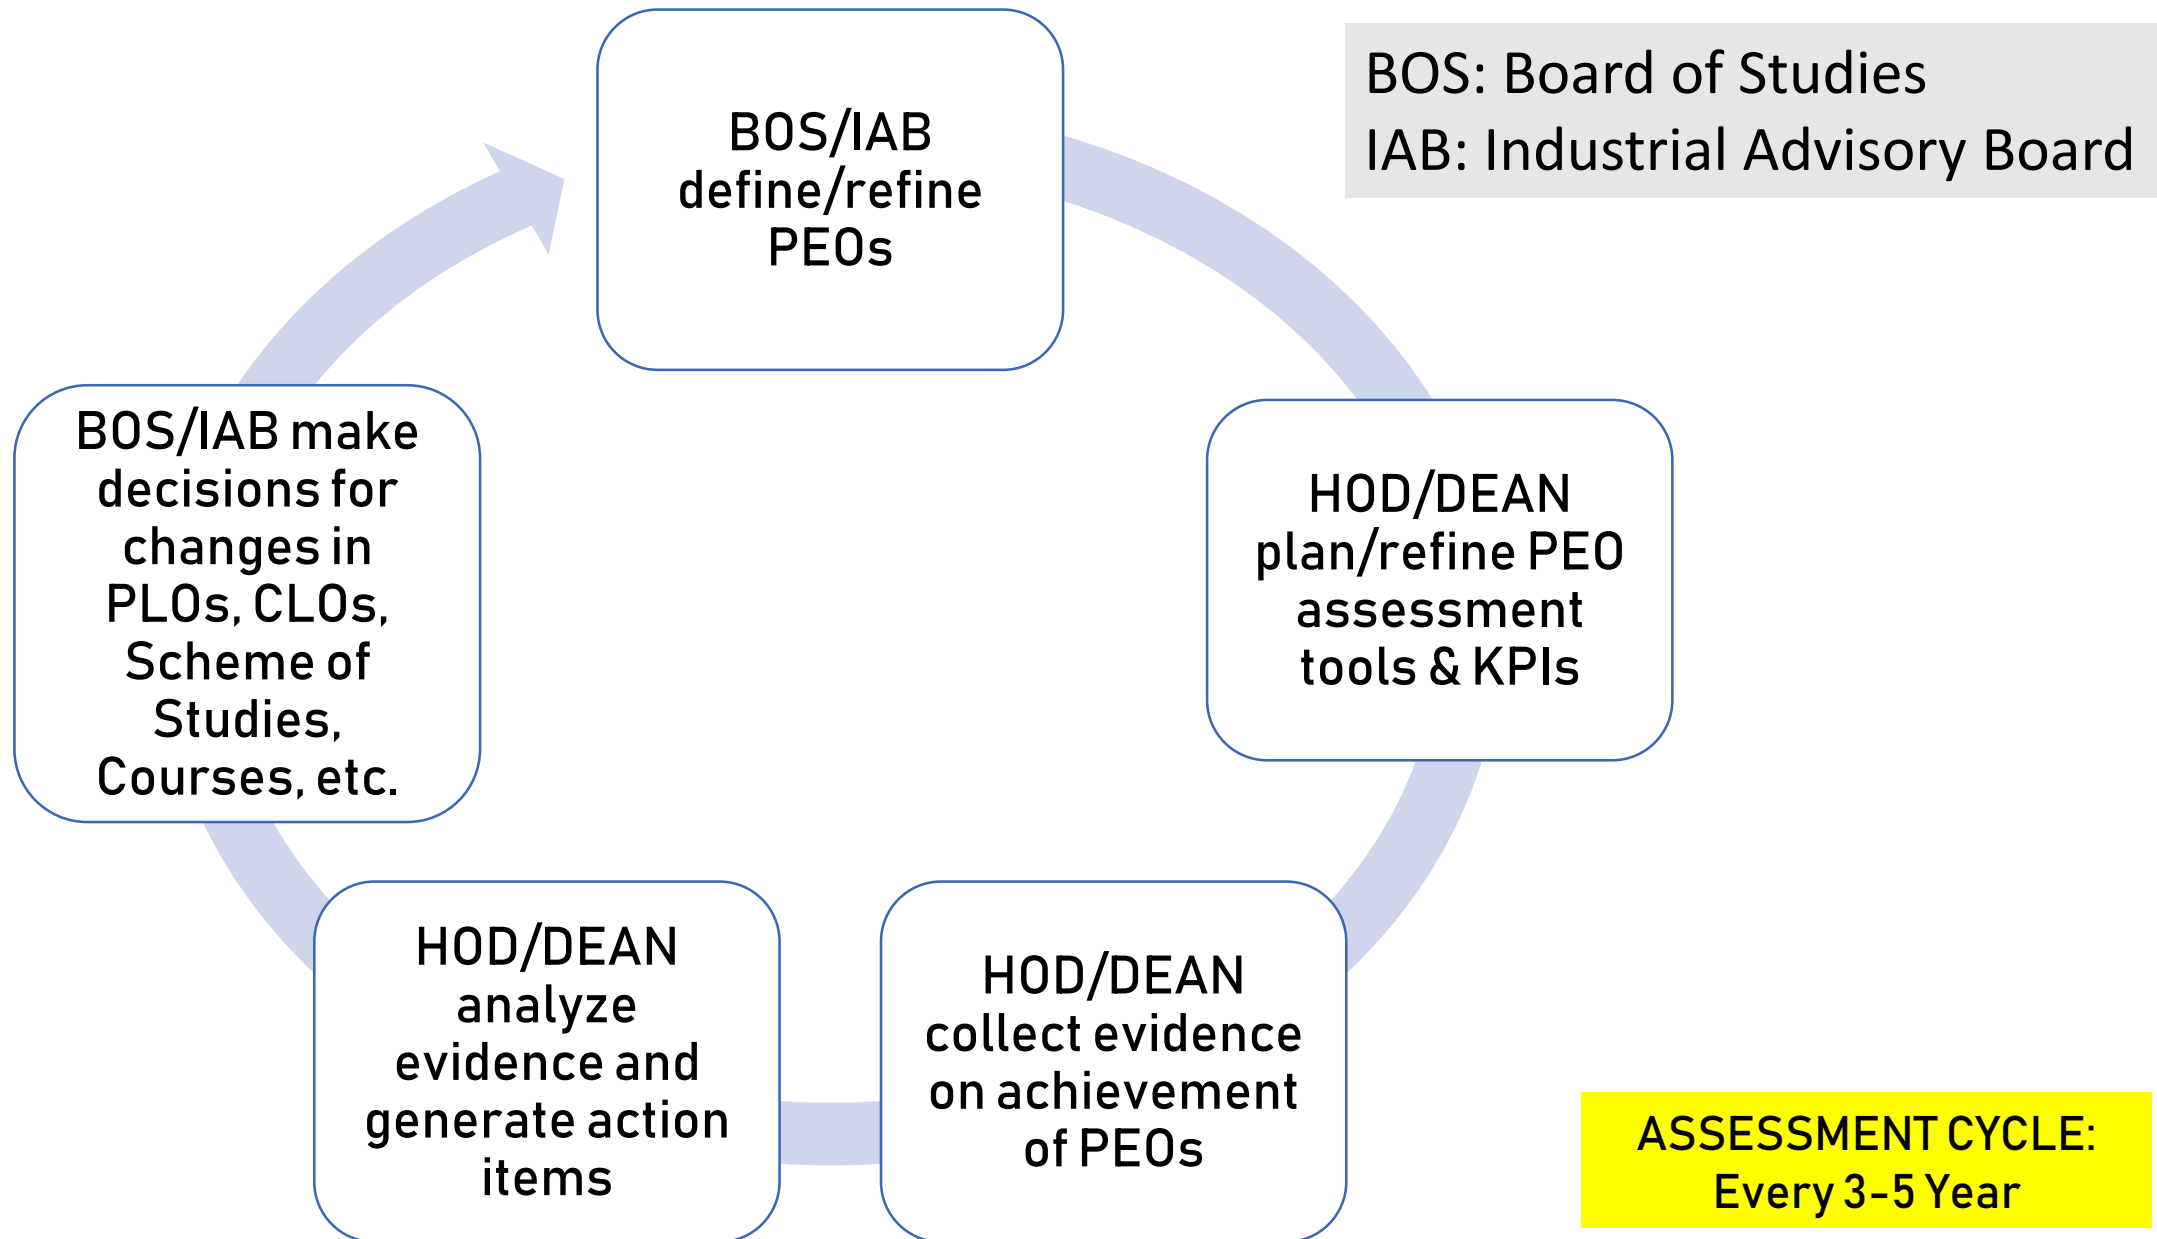 BOS/IAB
define/refine
PEOs
BOS: Board of Studies
IAB: Industrial Advisory Board
HOD/DEAN
plan/refine PEO
assessment
tools & KPIs
HOD/DEAN
collect evidence
on achievement
of PEOs
HOD/DEAN
analyze
evidence and
generate action
items
BOS/IAB make
decisions for
changes in
PLOs, CLOs,
Scheme of
Studies,
Courses, etc.
ASSESSMENT CYCLE:
Every 3-5 Year